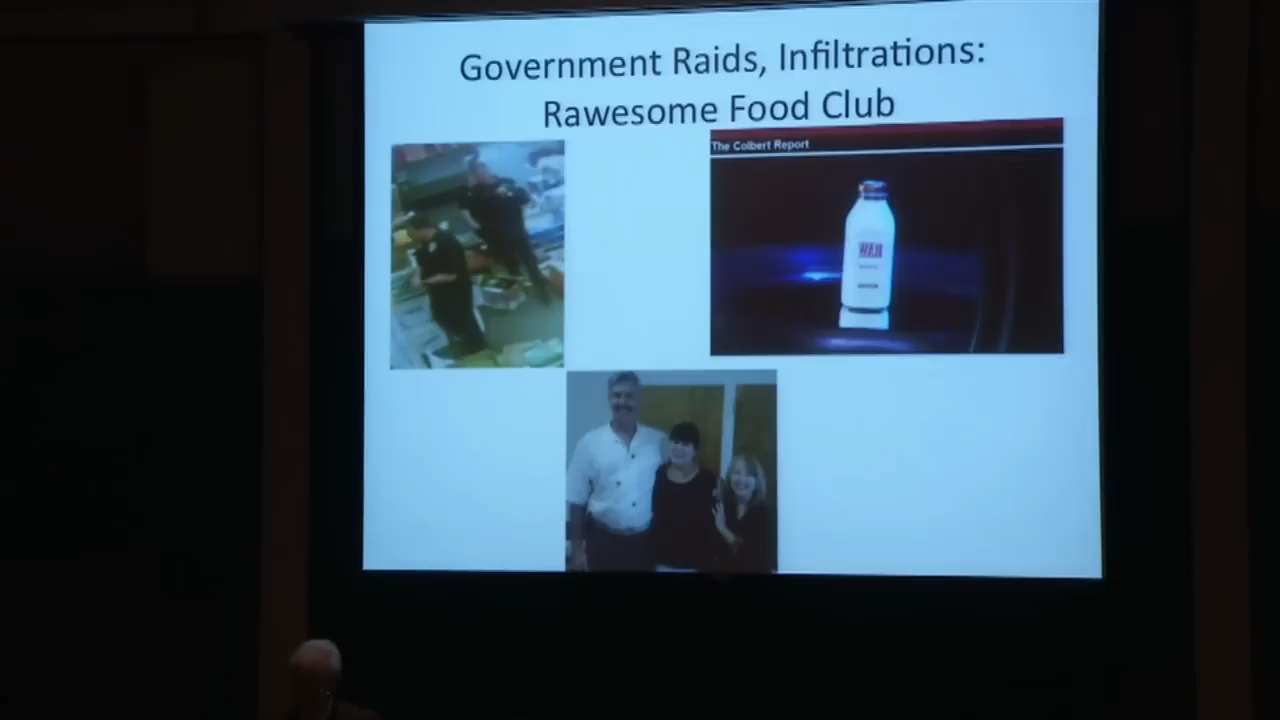 Government Raids, Infiltrations:
Rawesome Food Club
The Colbert Report